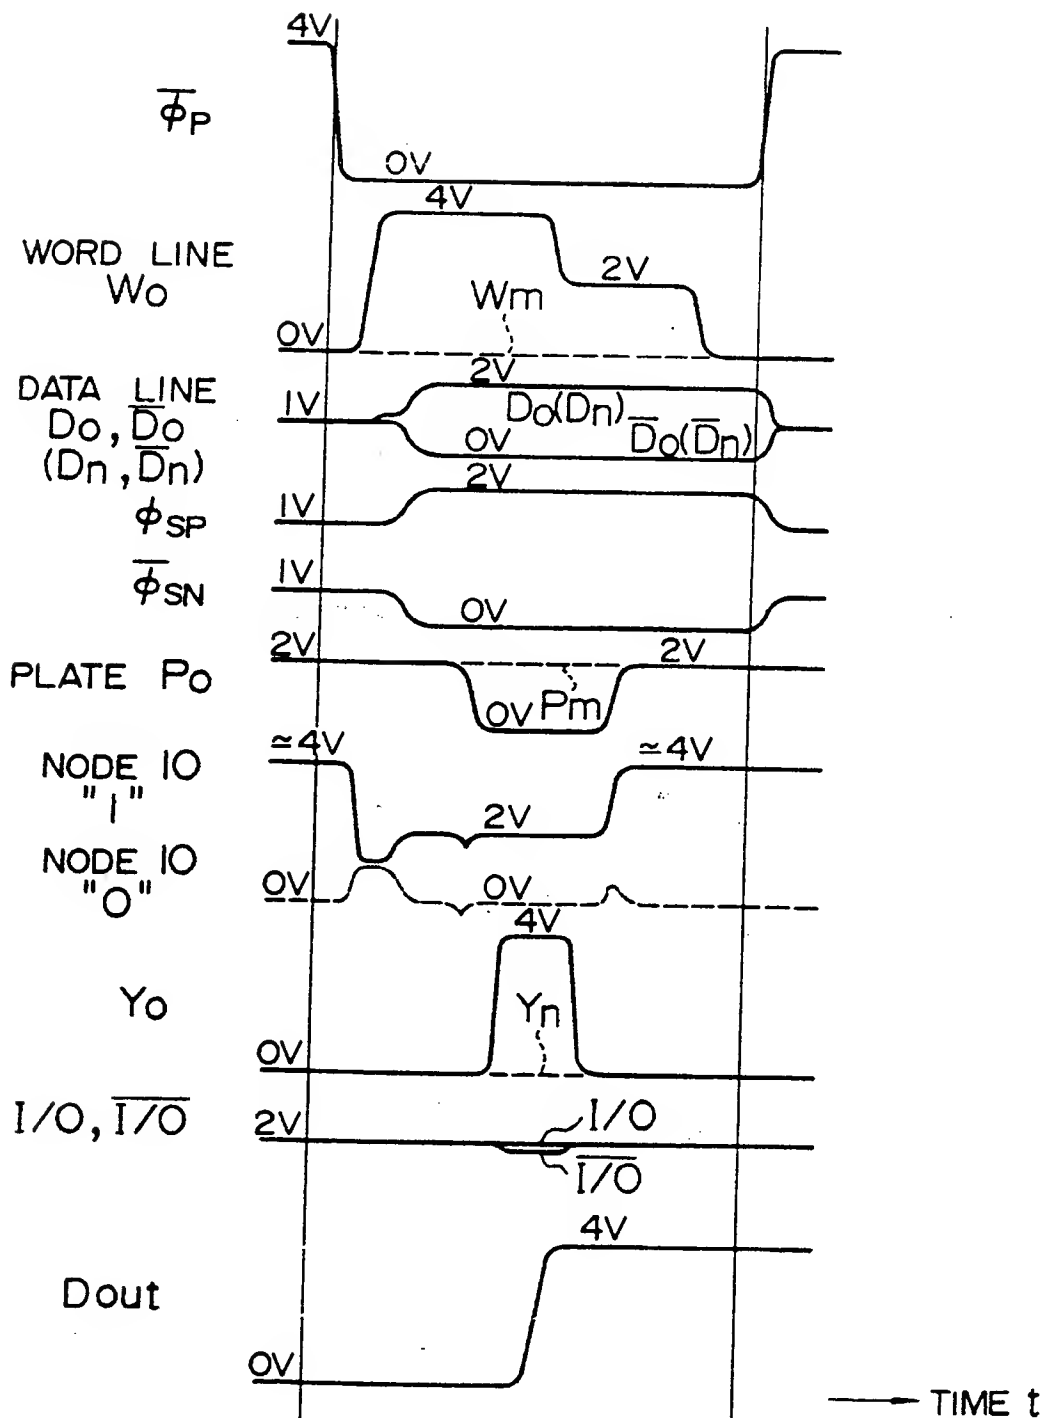 4V
ϕ̅P
0V
4V
WORD LINE
Wo
2V
Wm
0V
DATA LINE
Do, D̅o
(Dn, D̅n)
1V
2V
Do(Dn)
D̅o(D̅n)
0V
2V
ϕSP
1V
ϕ̅SN
1V
0V
PLATE Po
2V
2V
0V
Pm
NODE 10
"1"
≃4V
2V
≃4V
NODE 10
"0"
0V
0V
4V
Yo
Yn
0V
I/O, I̅/̅O̅
2V
I/O
I̅/̅O̅
4V
Dout
0V
TIME t